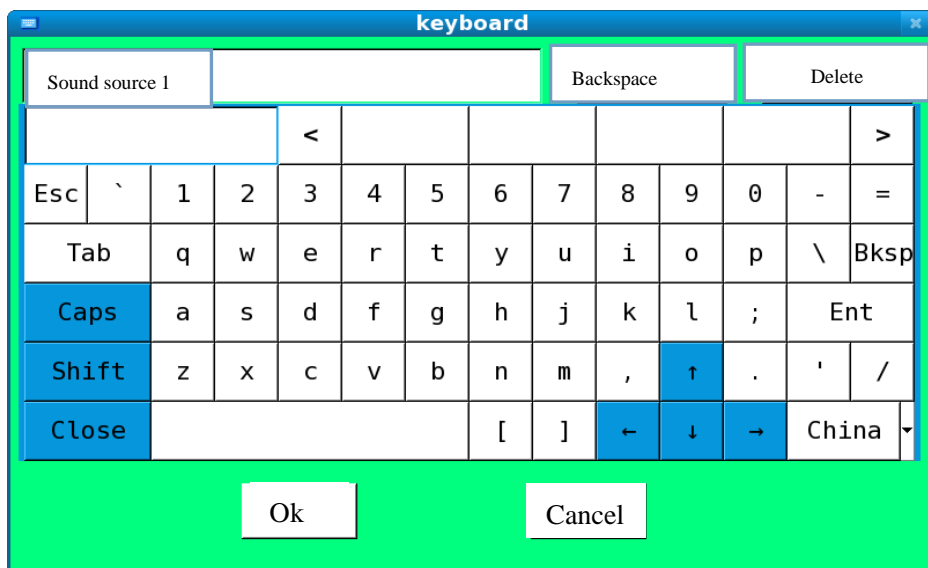 keyboard
Sound source 1 Backspace Delete
< >
Esc ` 1 2 3 4 5 6 7 8 9 0 - =
Tab q w e r t y u i o p \ Bksp
Caps a s d f g h j k l ; Ent
Shift z x c v b n m , ↑ . ' /
Close [ ] ← ↓ → China
Ok Cancel